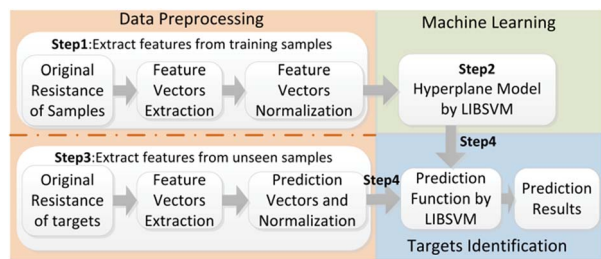 Data Preprocessing
Machine Learning
Step1:Extract features from training samples
Original
Resistance
of Samples
Feature
Vectors
Extraction
Feature
Vectors
Normalization
Step2
Hyperplane Model
by LIBSVM
Step4
Step3:Extract features from unseen samples
Original
Resistance
of targets
Feature
Vectors
Extraction
Prediction
Vectors and
Normalization
Step4
Prediction
Function by
LIBSVM
Prediction
Results
Targets Identification